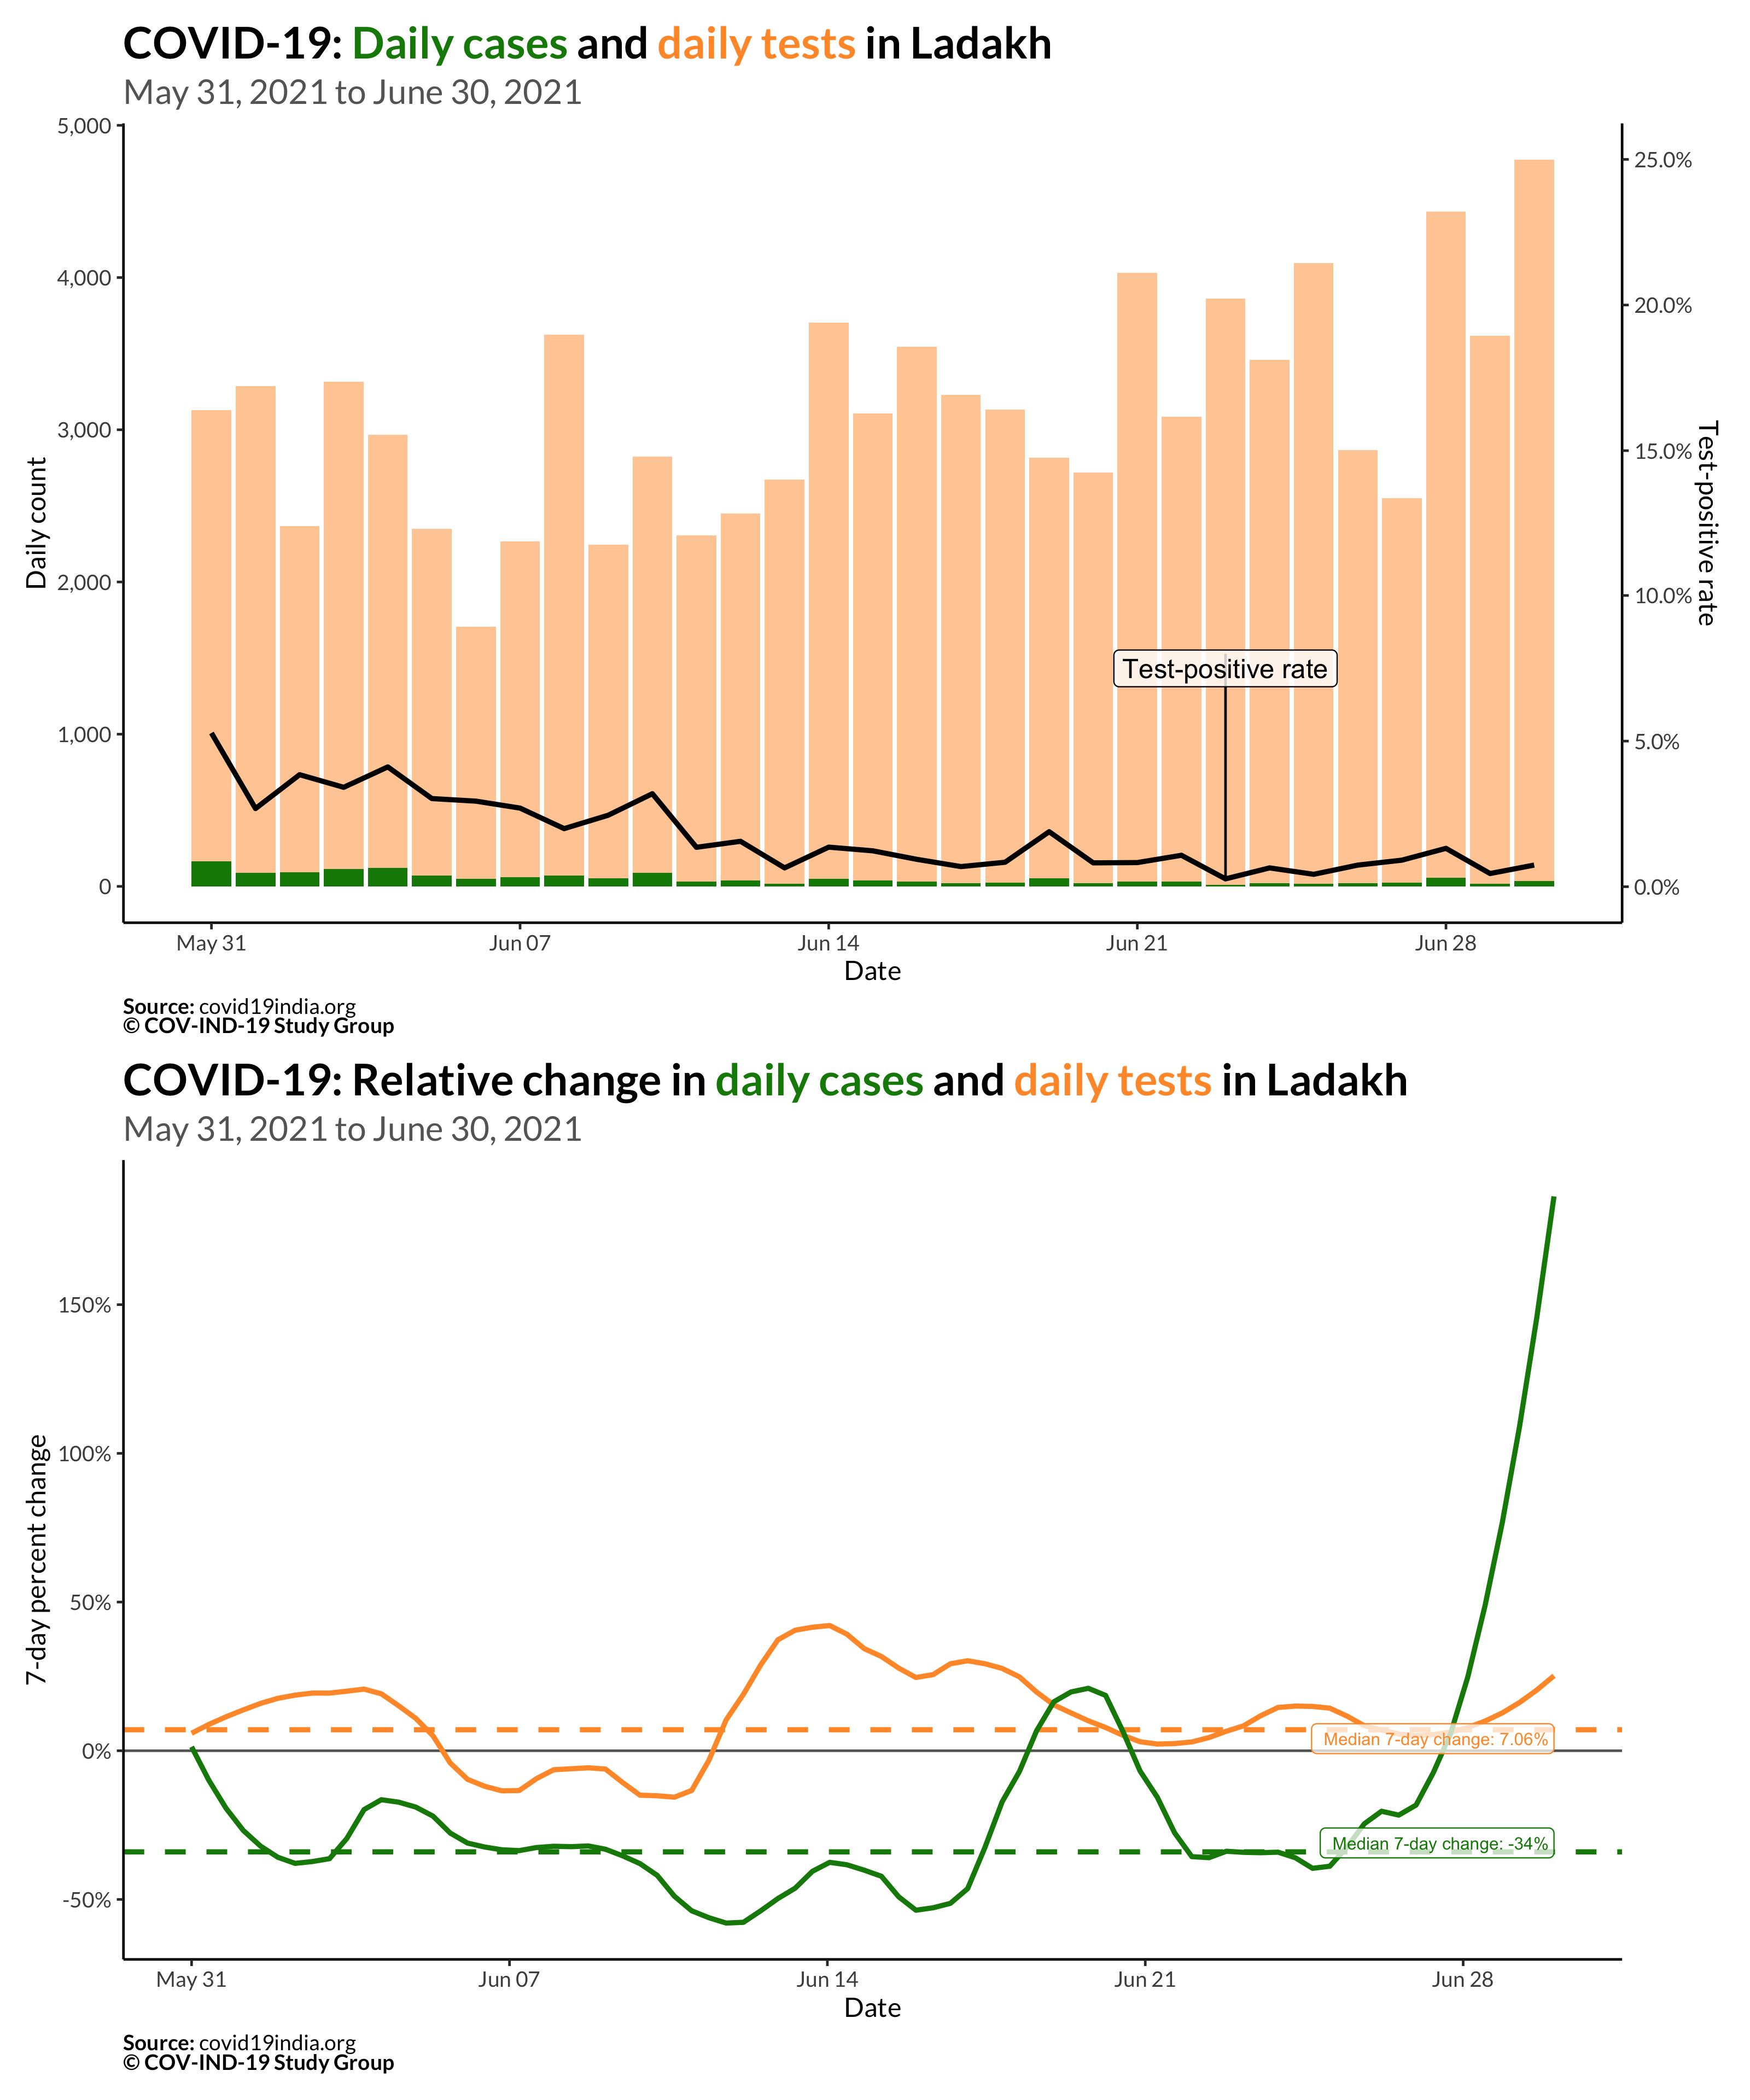 COVID-19: Daily cases and daily tests in Ladakh
May 31, 2021 to June 30, 2021
5,000
4,000
3,000
2,000
1,000
0
Daily count
25.0%
20.0%
15.0%
10.0%
5.0%
0.0%
Test-positive rate
Test-positive rate
May 31
Jun 07
Jun 14
Jun 21
Jun 28
Date
Source: covid19india.org
© COV-IND-19 Study Group
COVID-19: Relative change in daily cases and daily tests in Ladakh
May 31, 2021 to June 30, 2021
150%
100%
50%
0%
-50%
7-day percent change
Median 7-day change: 7.06%
Median 7-day change: -34%
May 31
Jun 07
Jun 14
Jun 21
Jun 28
Date
Source: covid19india.org
© COV-IND-19 Study Group